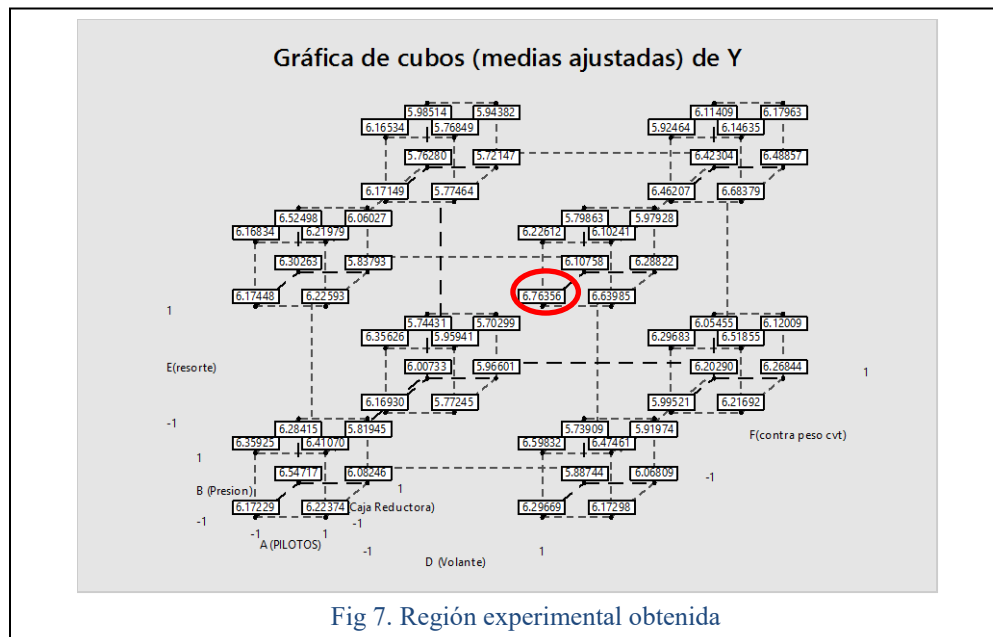 Gráfica de cubos (medias ajustadas) de Y
5.98514 5.94382 6.11409 6.17963
6.16534 5.76849 5.92464 6.14635
5.76280 5.72147 6.42304 6.48857
6.17149 5.77464 6.46207 6.68379
6.52498 6.06027 5.79863 5.97928
6.16834 6.21979 6.22612 6.10241
6.30263 5.83793 6.10758 6.28822
6.17448 6.22593 6.76356 6.63985
1
5.74431 5.70299 6.05455 6.12009
6.35626 5.95941 6.29683 6.51855
E(resorte) 6.00733 5.96601 6.20290 6.26844 1
6.16930 5.77245 5.99521 6.21692
-1
6.28415 5.81945 5.73909 5.91974 F(contra peso cvt)
6.35925 6.41070 6.59832 6.47461
1
6.54717 6.08246 5.88744 6.06809 -1
B (Presion) 1
6.17229 6.22374 (Caja Reductora) 6.29669 6.17298
-1 -1
-1 1
A (PILOTOS) -1 1
D (Volante)
Fig 7. Región experimental obtenida